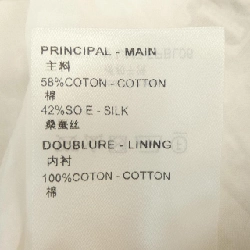 PRINCIPAL - MAIN
主料
58%COTON - COTTON
棉
42%SOIE - SILK
桑蚕丝
DOUBLURE - LINING
内衬
100%COTON - COTTON
棉